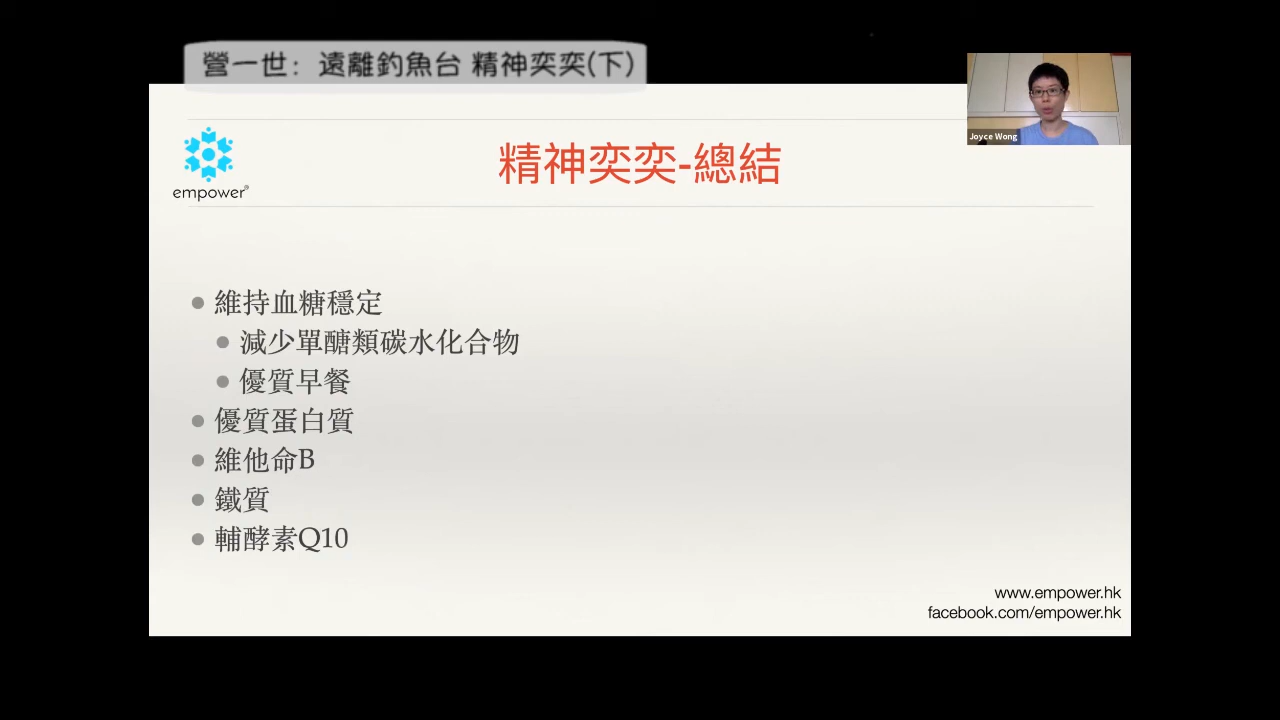 營一世：遠離釣魚台 精神奕奕(下)
Joyce Wong
empower®
精神奕奕-總結
維持血糖穩定
減少單醣類碳水化合物
優質早餐
優質蛋白質
維他命B
鐵質
輔酵素Q10
www.empower.hk
facebook.com/empower.hk